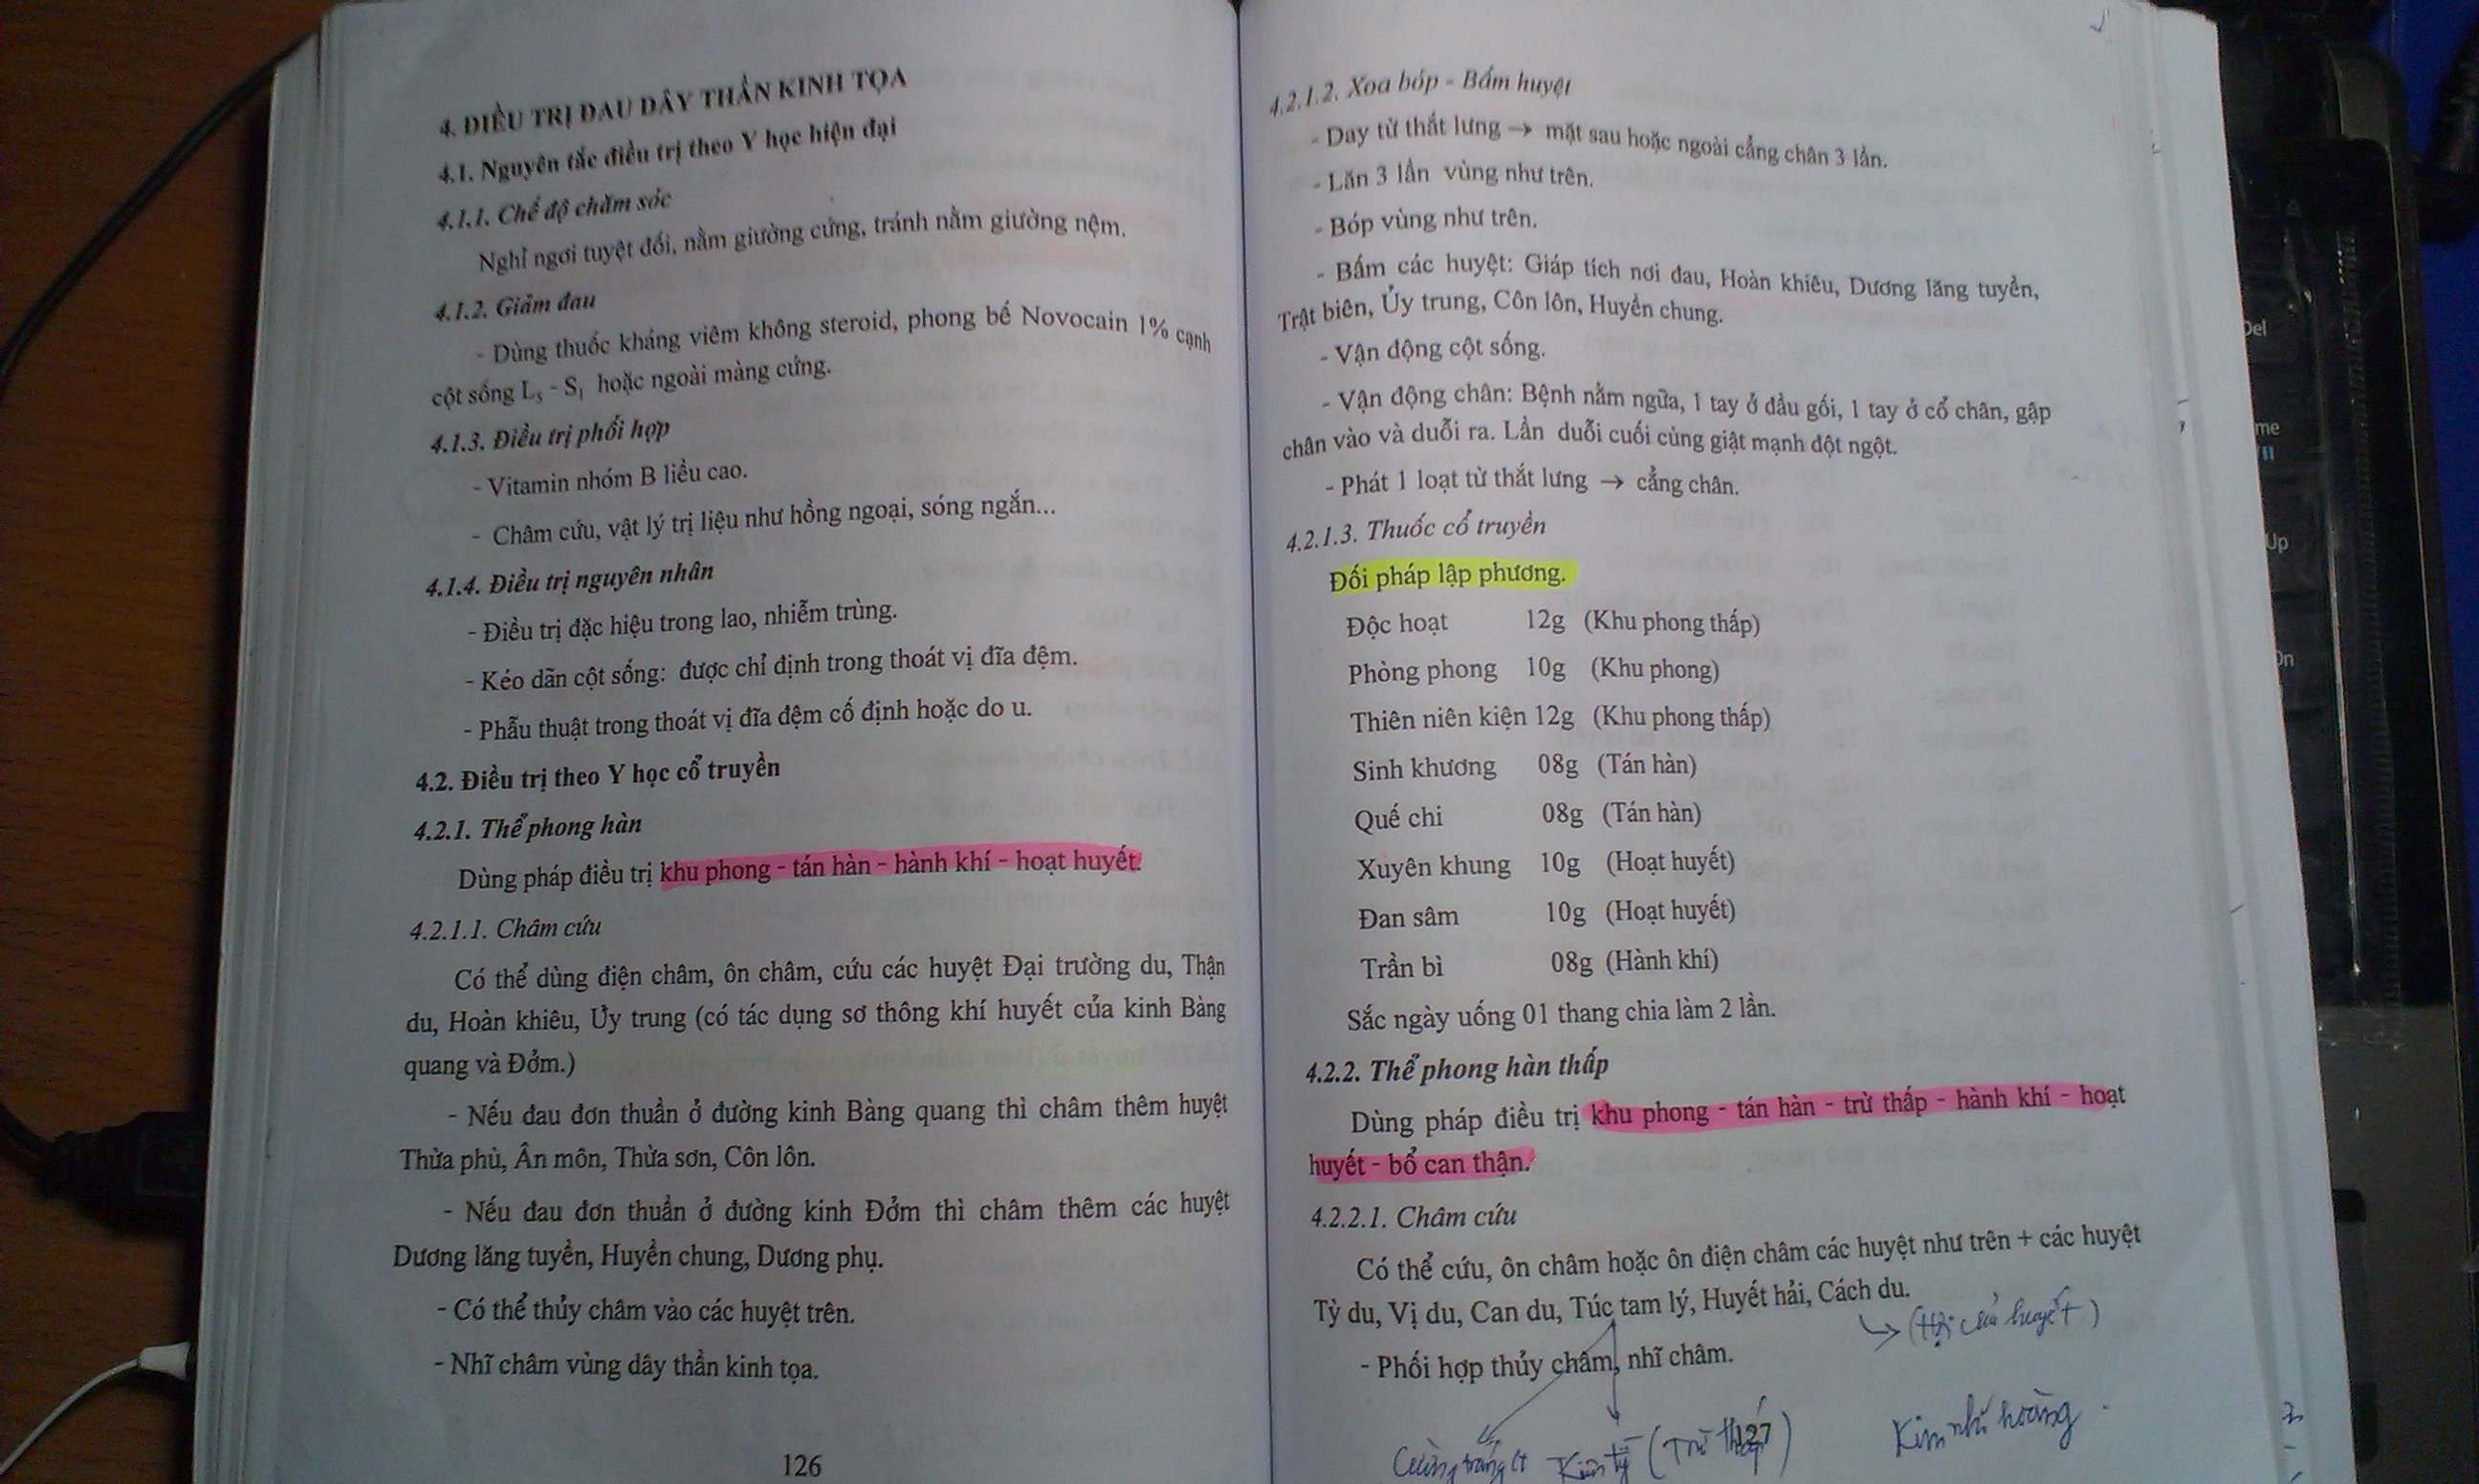 4. ĐIỀU TRỊ ĐAU DÂY THẦN KINH TỌA
4.1. Nguyên tắc điều trị theo Y học hiện đại
4.1.1. Chế độ chăm sóc
Nghỉ ngơi tuyệt đối, nằm giường cứng, tránh nằm giường nệm.
4.1.2. Giảm đau
- Dùng thuốc kháng viêm không steroid, phong bế Novocain 1% cạnh
cột sống L5 - S1 hoặc ngoài màng cứng.
4.1.3. Điều trị phối hợp
- Vitamin nhóm B liều cao.
- Châm cứu, vật lý trị liệu như hồng ngoại, sóng ngắn...
4.1.4. Điều trị nguyên nhân
- Điều trị đặc hiệu trong lao, nhiễm trùng.
- Kéo dãn cột sống: được chỉ định trong thoát vị đĩa đệm.
- Phẫu thuật trong thoát vị đĩa đệm cố định hoặc do u.
4.2. Điều trị theo Y học cổ truyền
4.2.1. Thể phong hàn
Dùng pháp điều trị khu phong - tán hàn - hành khí - hoạt huyết.
4.2.1.1. Châm cứu
Có thể dùng điện châm, ôn châm, cứu các huyệt Đại trường du, Thận
du, Hoàn khiêu, Ủy trung (có tác dụng sơ thông khí huyết của kinh Bàng
quang và Đởm.)
- Nếu đau đơn thuần ở đường kinh Bàng quang thì châm thêm huyệt
Thừa phù, Ân môn, Thừa sơn, Côn lôn.
- Nếu đau đơn thuần ở đường kinh Đởm thì châm thêm các huyệt
Dương lăng tuyền, Huyền chung, Dương phụ.
- Có thể thủy châm vào các huyệt trên.
- Nhĩ châm vùng dây thần kinh tọa.
126
4.2.1.2. Xoa bóp - Bấm huyệt
- Day từ thắt lưng → mặt sau hoặc ngoài cẳng chân 3 lần.
- Lăn 3 lần vùng như trên.
- Bóp vùng như trên.
- Bấm các huyệt: Giáp tích nơi đau, Hoàn khiêu, Dương lăng tuyền,
Trật biên, Ủy trung, Côn lôn, Huyền chung.
- Vận động cột sống.
- Vận động chân: Bệnh nằm ngữa, 1 tay ở đầu gối, 1 tay ở cổ chân, gập
chân vào và duỗi ra. Lần duỗi cuối cùng giật mạnh đột ngột.
- Phát 1 loạt từ thắt lưng → cẳng chân.
4.2.1.3. Thuốc cổ truyền
Đối pháp lập phương.
Độc hoạt 12g (Khu phong thấp)
Phòng phong 10g (Khu phong)
Thiên niên kiện 12g (Khu phong thấp)
Sinh khương 08g (Tán hàn)
Quế chi 08g (Tán hàn)
Xuyên khung 10g (Hoạt huyết)
Đan sâm 10g (Hoạt huyết)
Trần bì 08g (Hành khí)
Sắc ngày uống 01 thang chia làm 2 lần.
4.2.2. Thể phong hàn thấp
Dùng pháp điều trị khu phong - tán hàn - trừ thấp - hành khí - hoạt
huyết - bổ can thận.
4.2.2.1. Châm cứu
Có thể cứu, ôn châm hoặc ôn điện châm các huyệt như trên + các huyệt
Tỳ du, Vị du, Can du, Túc tam lý, Huyết hải, Cách du.
→ (Hội của huyết)
- Phối hợp thủy châm, nhĩ châm.
Kiện tỳ (Trừ thấp)
127
Del
Up